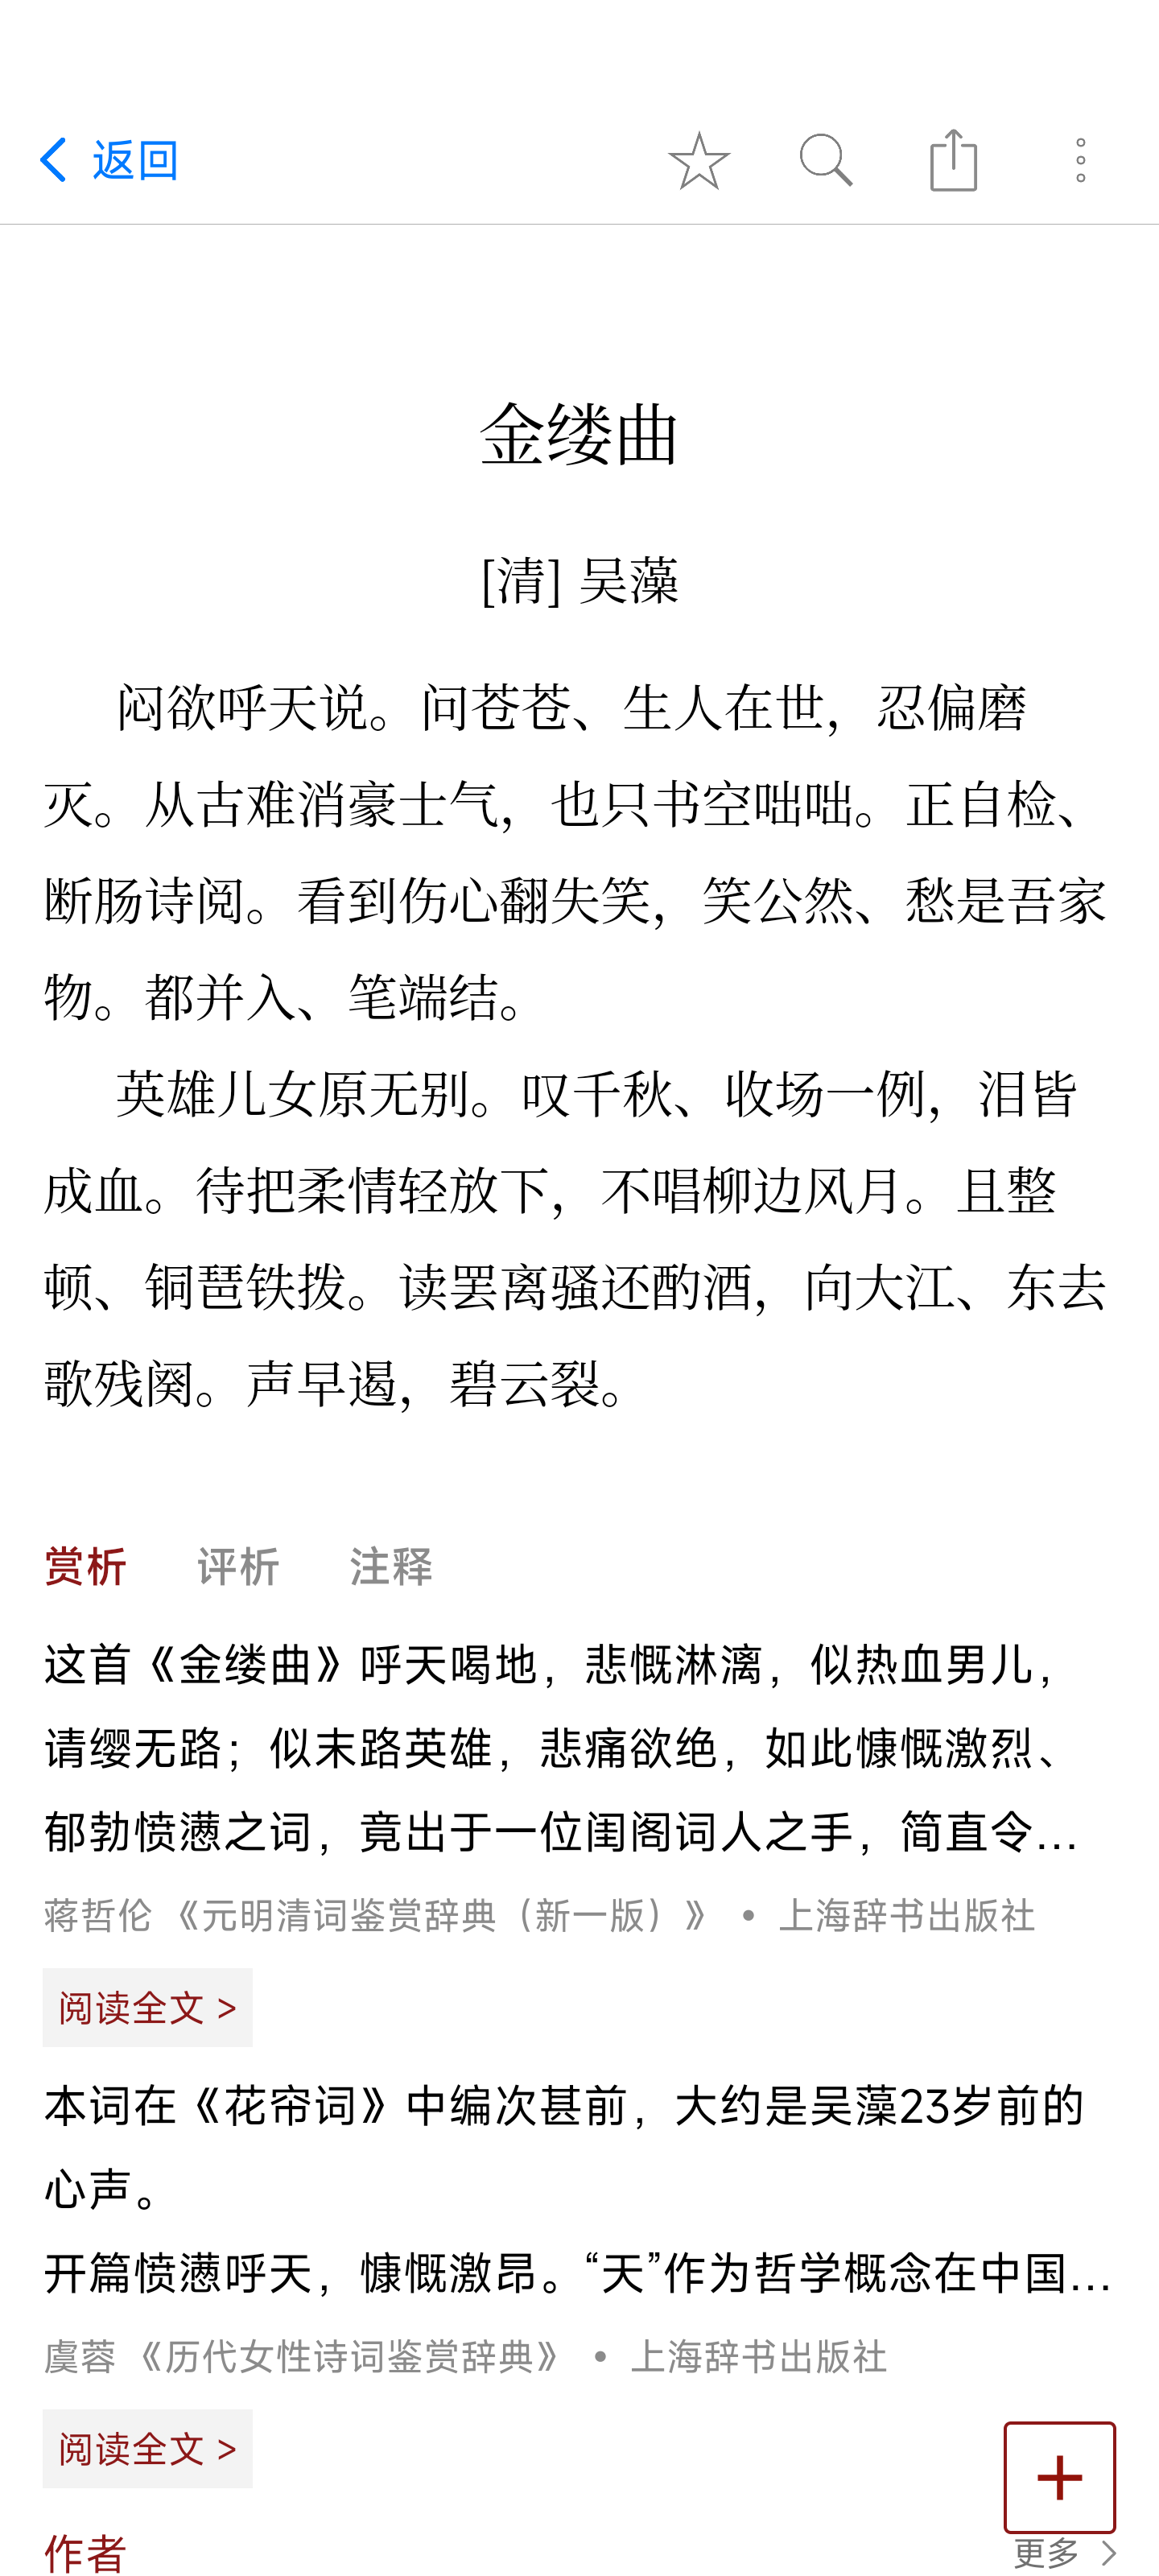 返回
金缕曲
[清] 吴藻
闷欲呼天说。问苍苍、生人在世，忍偏磨
灭。从古难消豪士气，也只书空咄咄。正自检、
断肠诗阅。看到伤心翻失笑，笑公然、愁是吾家
物。都并入、笔端结。
英雄儿女原无别。叹千秋、收场一例，泪皆
成血。待把柔情轻放下，不唱柳边风月。且整
顿、铜琶铁拨。读罢离骚还酌酒，向大江、东去
歌残阕。声早遏，碧云裂。
赏析 评析 注释
这首《金缕曲》呼天喝地，悲慨淋漓，似热血男儿，
请缨无路；似末路英雄，悲痛欲绝，如此慷慨激烈、
郁勃愤懑之词，竟出于一位闺阁词人之手，简直令...
蒋哲伦《元明清词鉴赏辞典（新一版）》 • 上海辞书出版社
阅读全文 >
本词在《花帘词》中编次甚前，大约是吴藻23岁前的
心声。
开篇愤懑呼天，慷慨激昂。“天”作为哲学概念在中国...
虞蓉《历代女性诗词鉴赏辞典》 • 上海辞书出版社
阅读全文 >
作者 更多 >